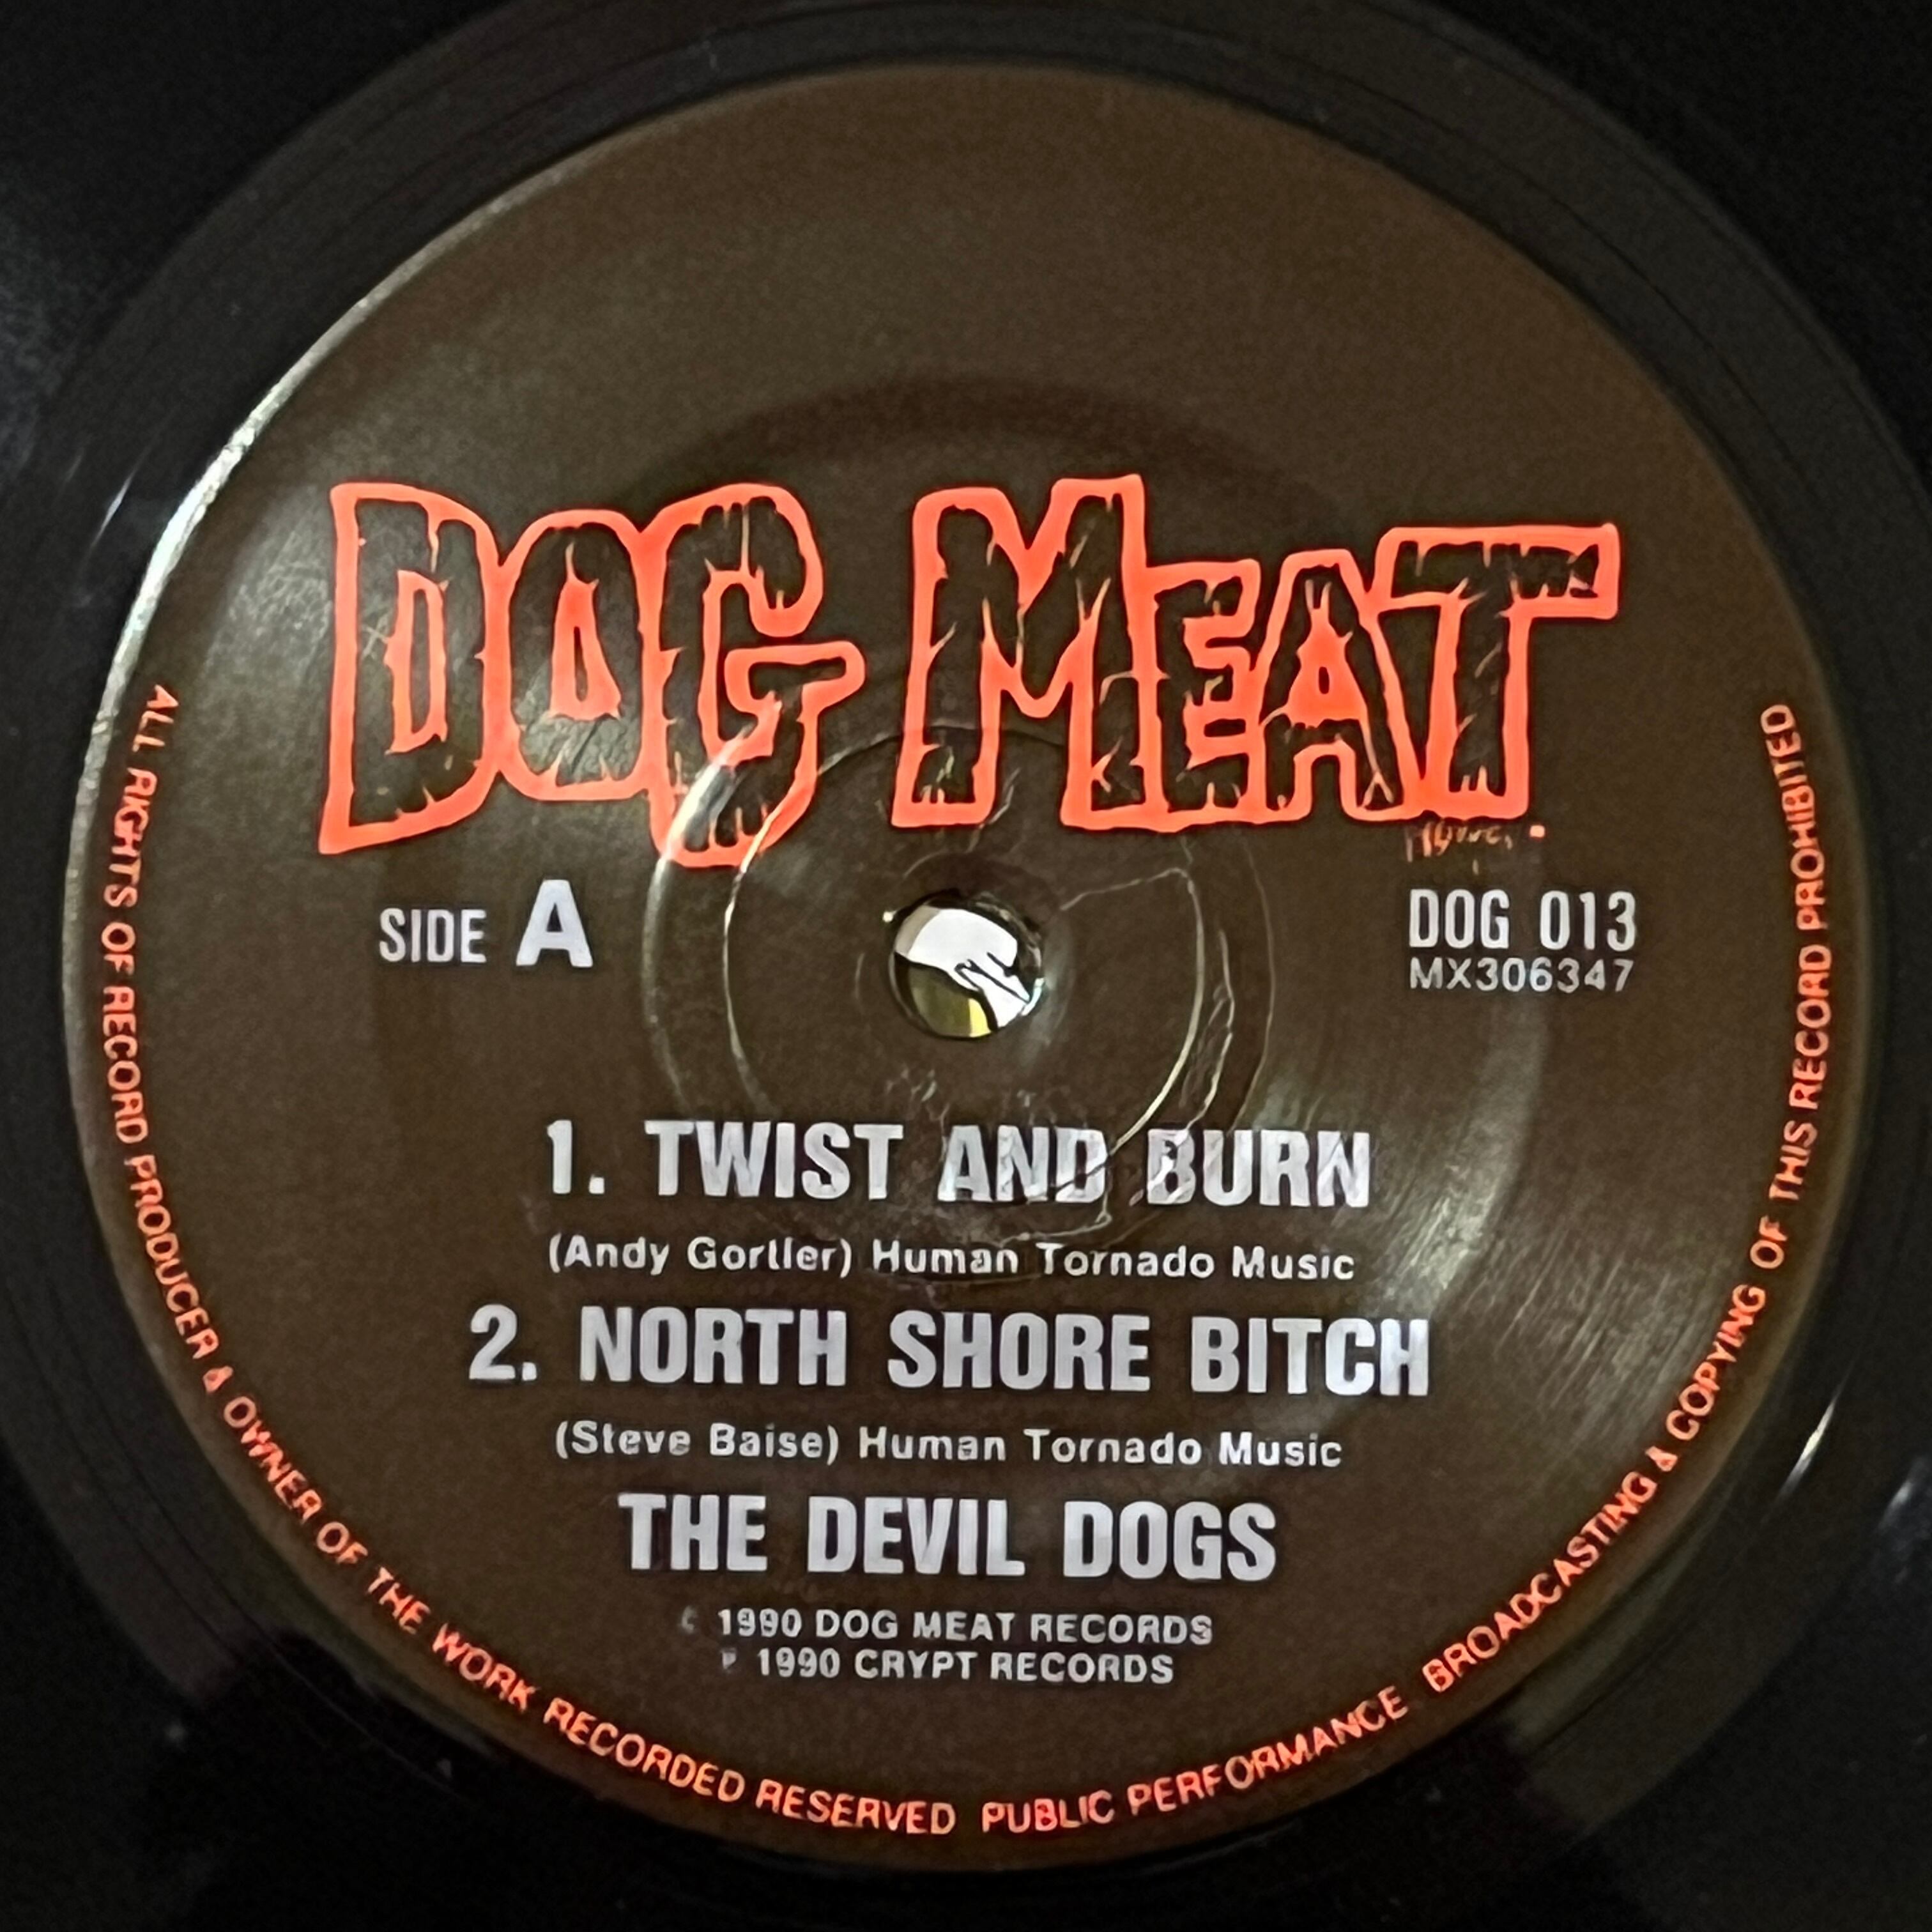 DOG MEAT
SIDE A
DOG 013
MX306347
1. TWIST AND BURN
(Andy Gortler) Human Tornado Music
2. NORTH SHORE BITCH
(Steve Baise) Human Tornado Music
THE DEVIL DOGS
1990 DOG MEAT RECORDS
1990 CRYPT RECORDS
ALL RIGHTS OF RECORD PRODUCER & OWNER OF THE WORK RECORDED RESERVED PUBLIC PERFORMANCE BROADCASTING & COPYING OF THIS RECORD PROHIBITED